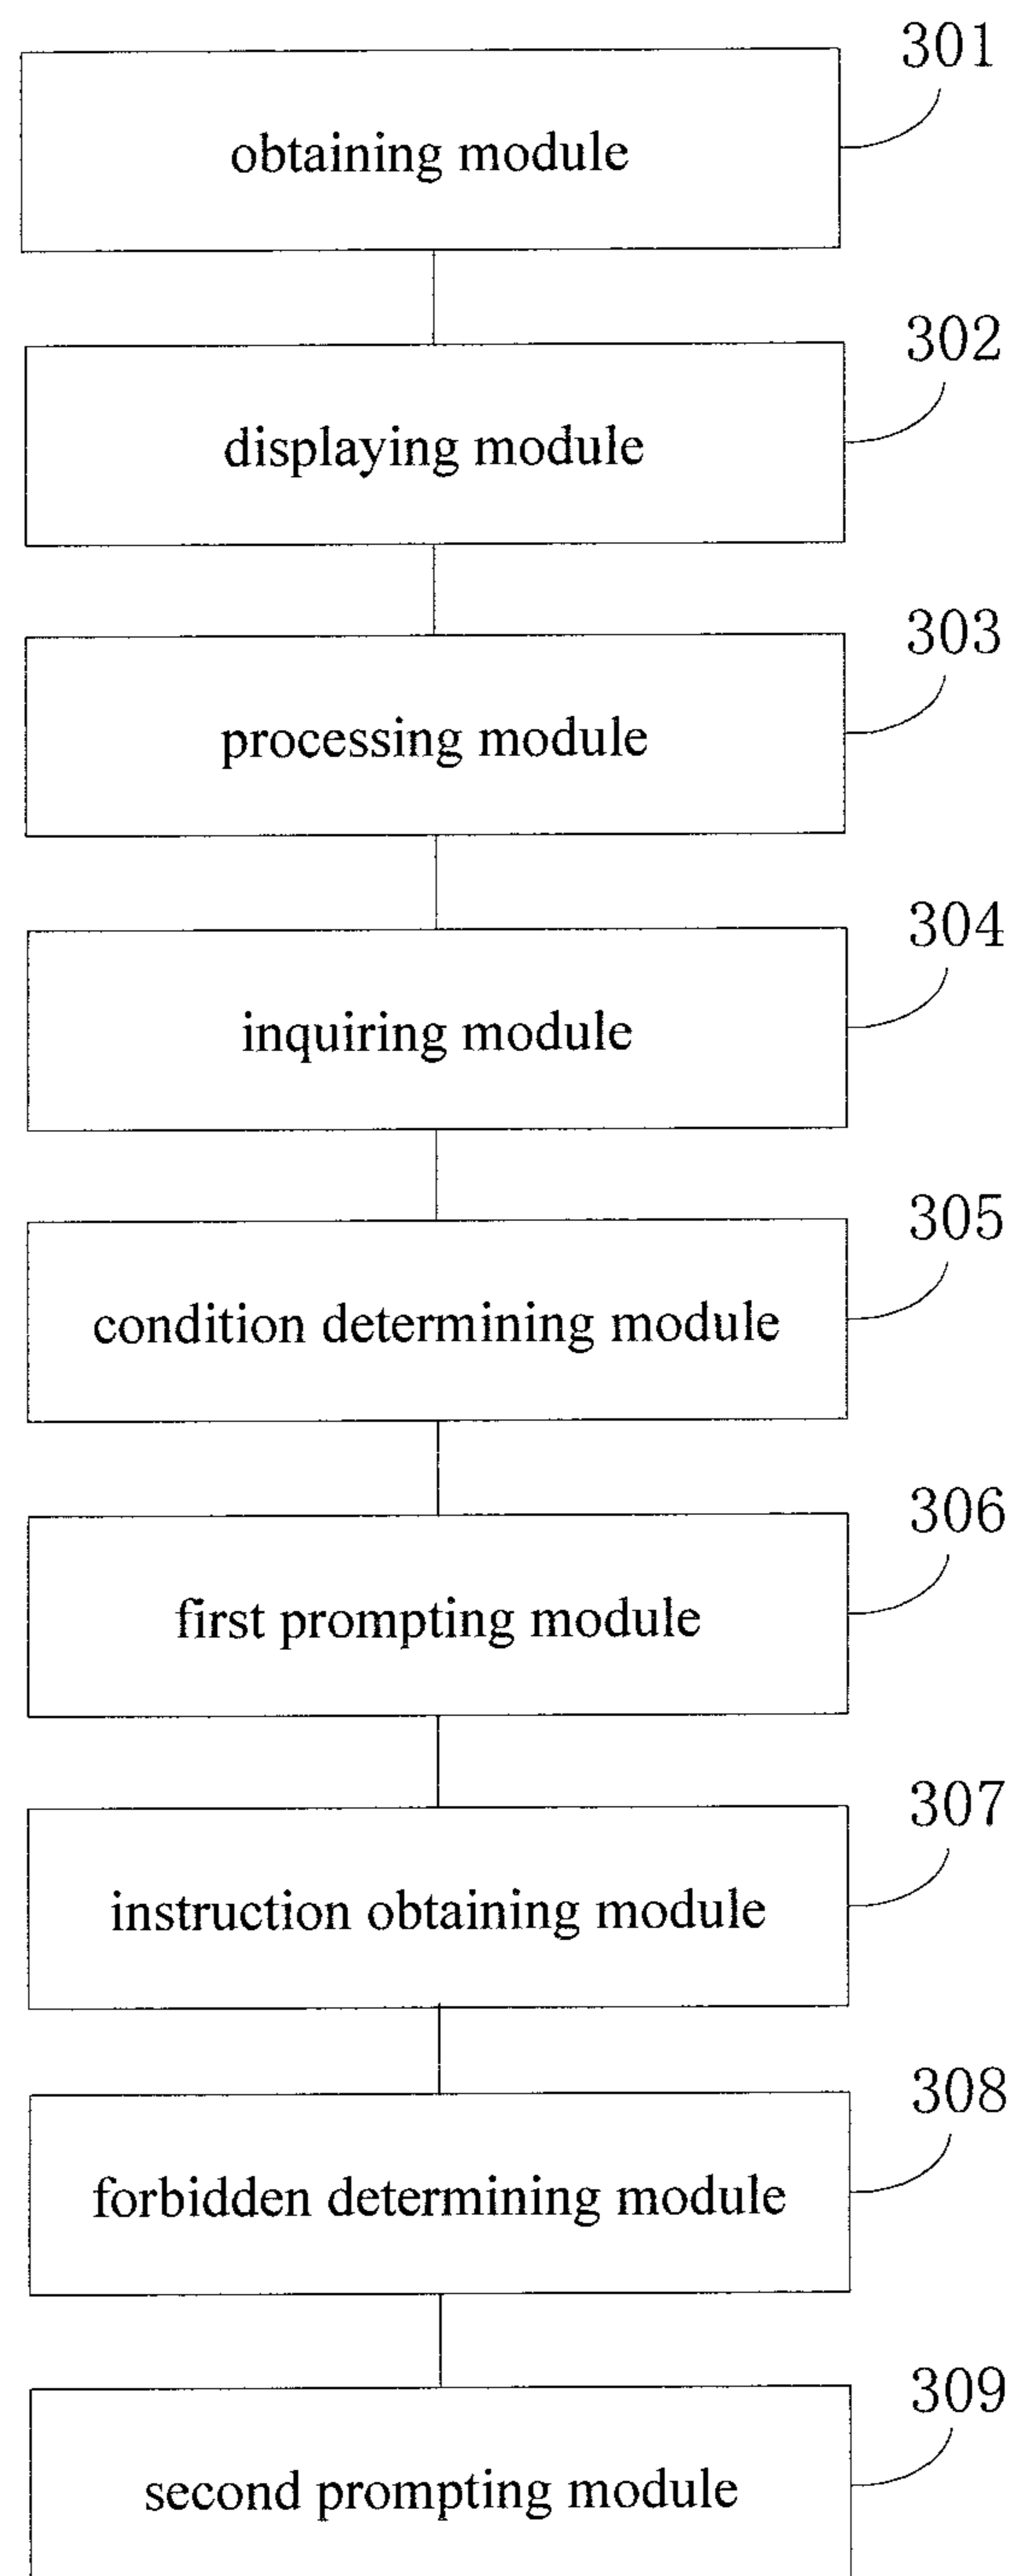 301
obtaining module
302
displaying module
303
processing module
304
inquiring module
305
condition determining module
306
first prompting module
307
instruction obtaining module
308
forbidden determining module
309
second prompting module